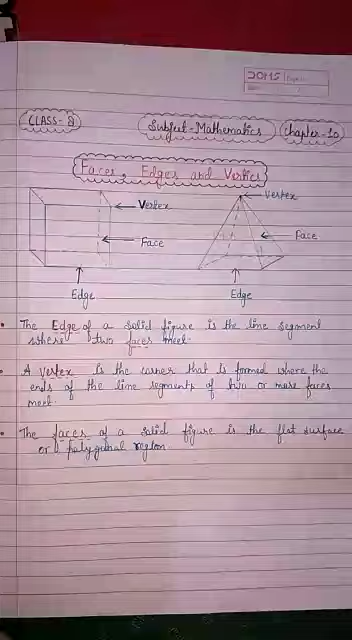 DOMS
CLASS-8 Subject-Mathematics Chapter-10
Faces, Edges and Vertics
Vertex Vertex
Face Face
Edge Edge
• The Edge of a solid figure is the line segment
where two faces meet.
• A Vertex is the corner that is formed where the
ends of the line segments of two or more faces
meet.
• The faces of a solid figure is the flat surface
or polygonal region.